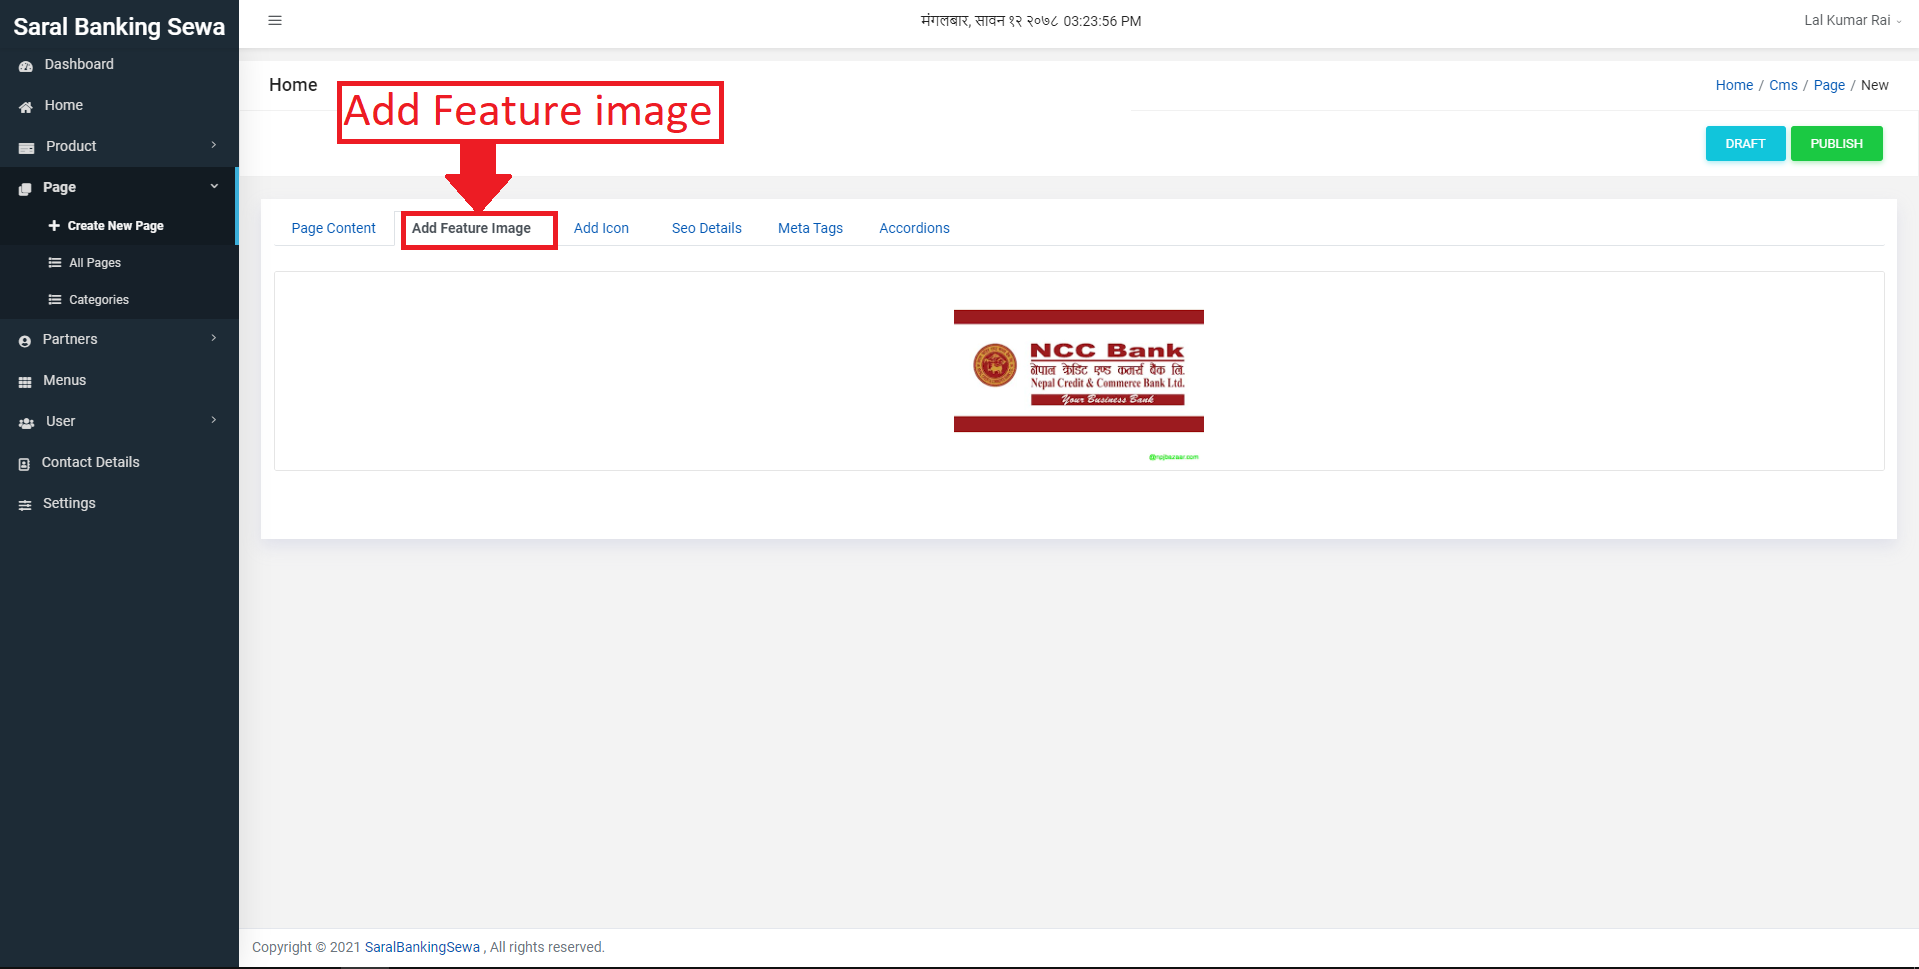 Saral Banking Sewa
मंगलबार, सावन १२ २०७८ 03:23:56 PM
Lal Kumar Rai
Dashboard
Home
Product
Page
Create New Page
All Pages
Categories
Partners
Menus
User
Contact Details
Settings
Home
Home / Cms / Page / New
Add Feature image
DRAFT
PUBLISH
Page Content
Add Feature Image
Add Icon
Seo Details
Meta Tags
Accordions
NCC Bank
नेपाल क्रेडिट एण्ड कमर्स बैंक लि.
Nepal Credit & Commerce Bank Ltd.
Your Business Bank
Copyright © 2021 SaralBankingSewa , All rights reserved.